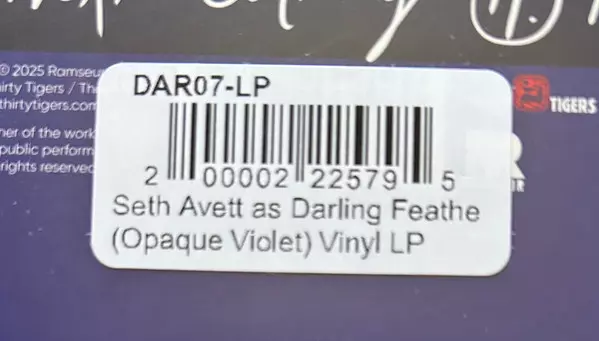 © 2025 Ramseu
irty Tigers / Thi
thirtytigers.com
ner of the work
public perform
rights reserved
DAR07-LP
2 00002 22579 5
Seth Avett as Darling Feathe
(Opaque Violet) Vinyl LP
TIGERS
R